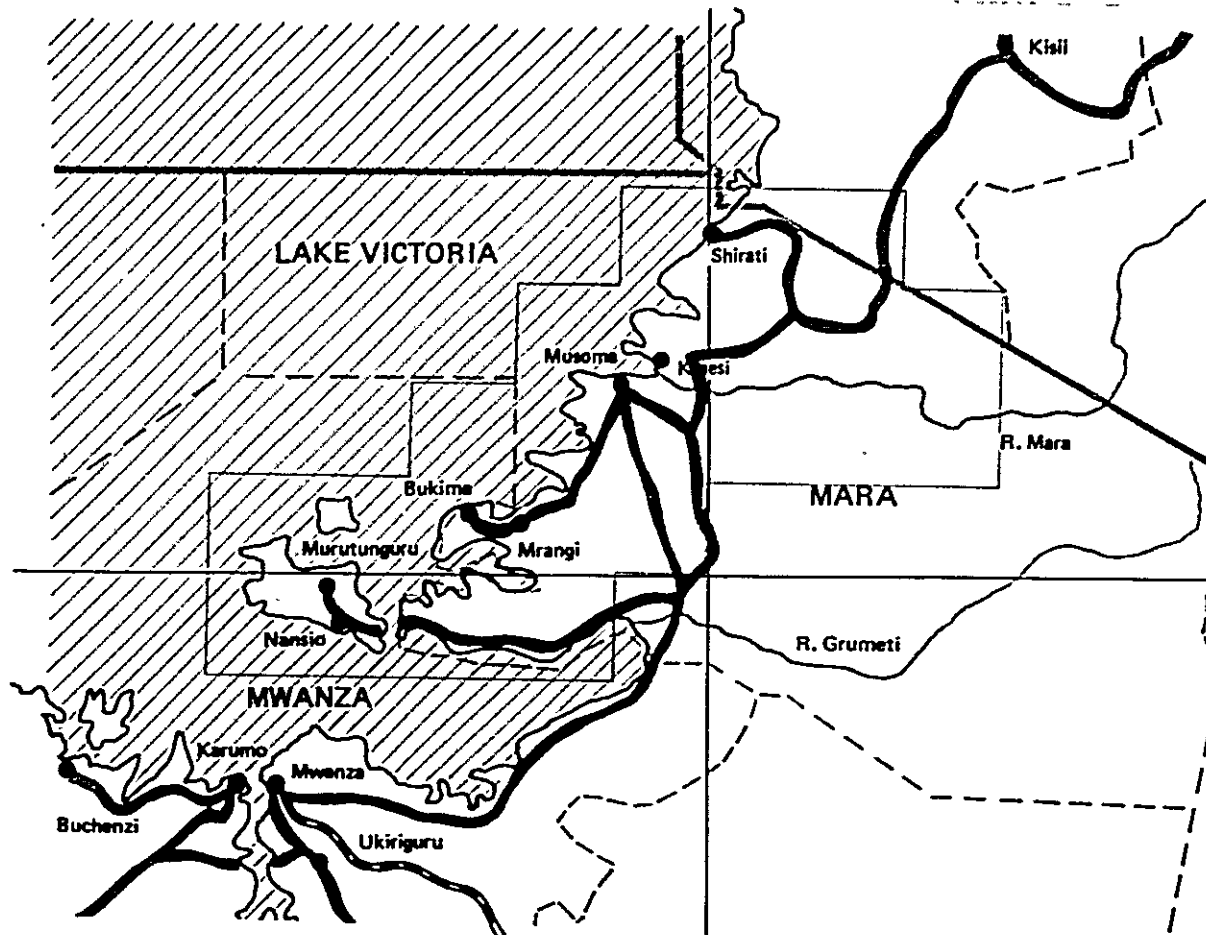 Kisii
LAKE VICTORIA
Shirati
Musoma
R. Mara
Bukima
MARA
Murutunguru
Mrangi
Nansio
R. Grumeti
MWANZA
Karumo
Mwanza
Buchenzi
Ukiriguru